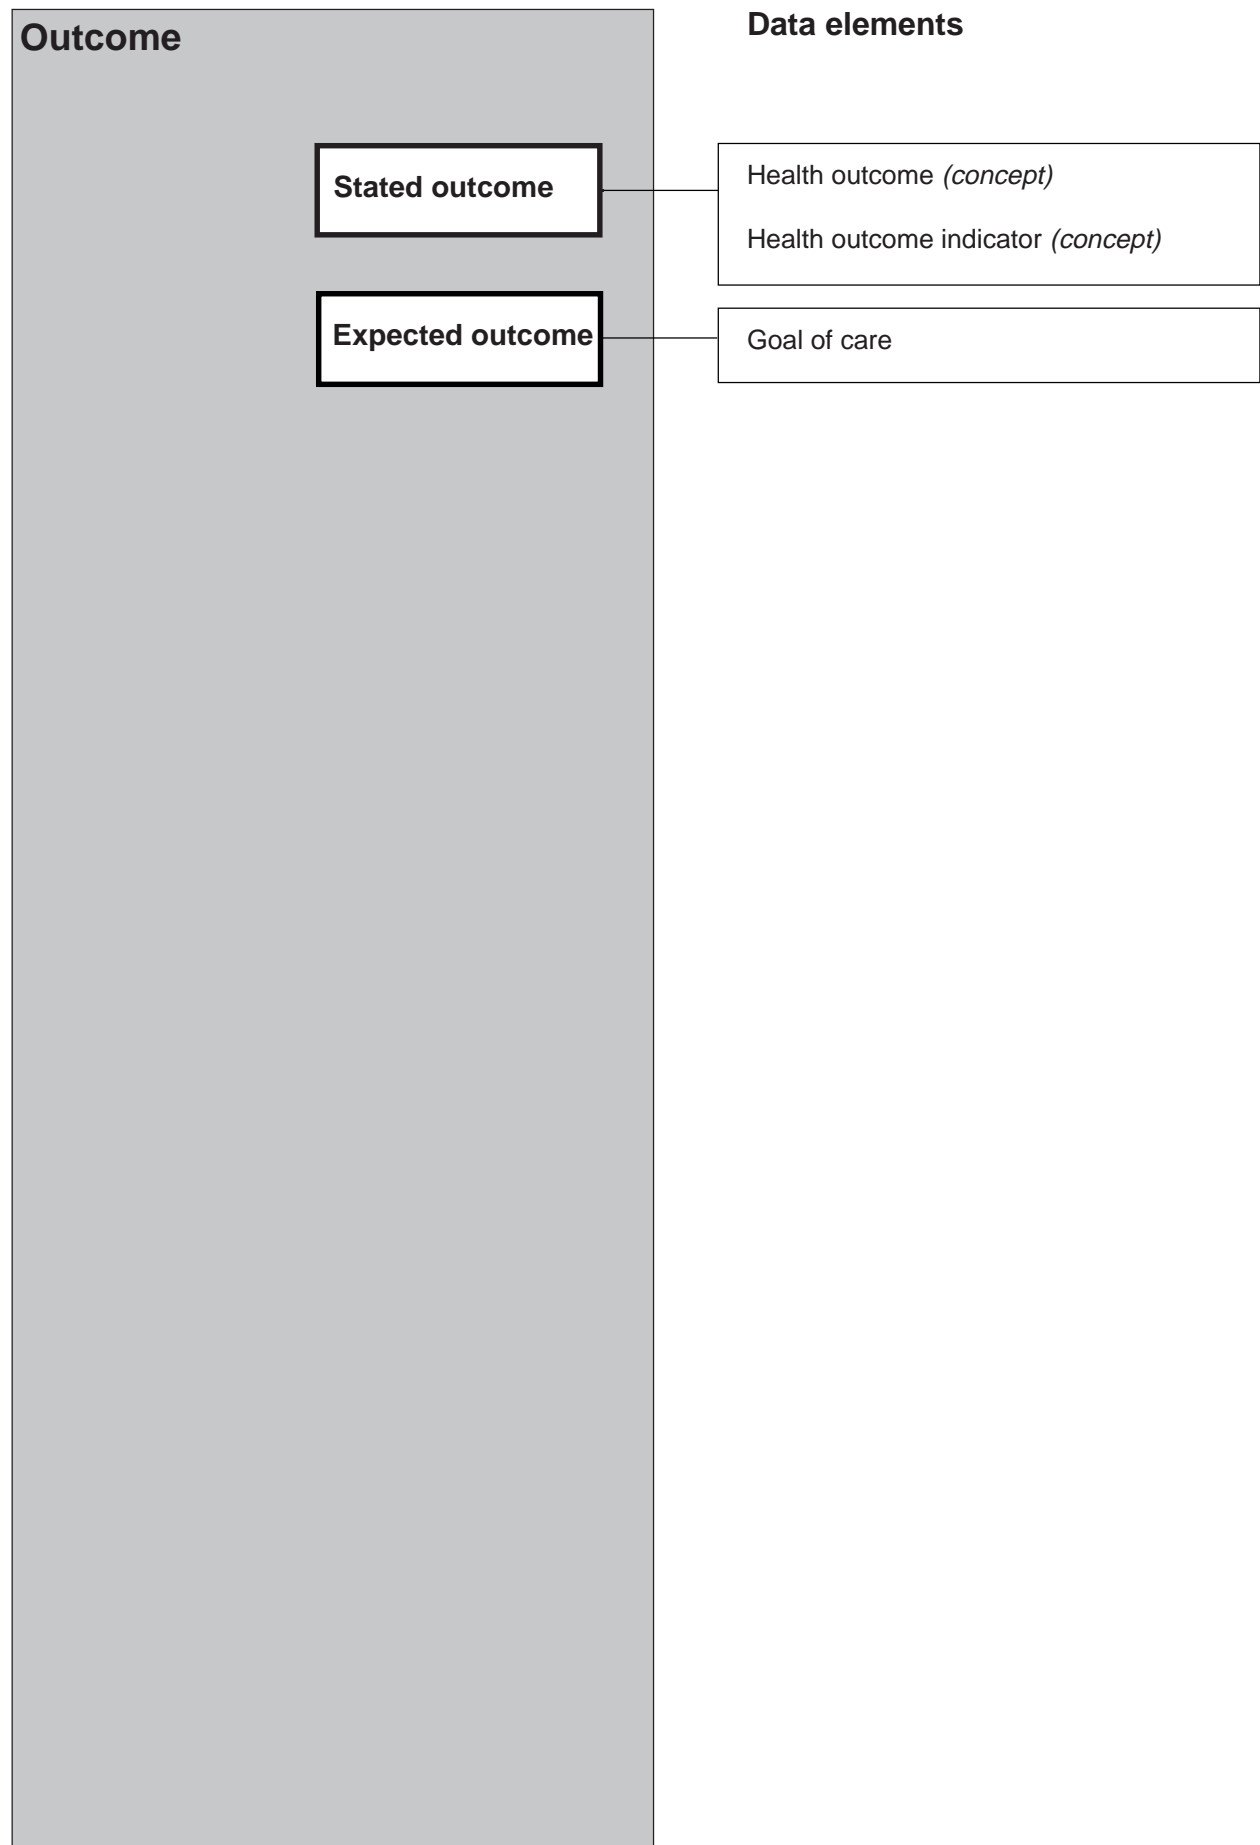 Outcome
Data elements
Stated outcome
Health outcome (concept)
Health outcome indicator (concept)
Expected outcome
Goal of care